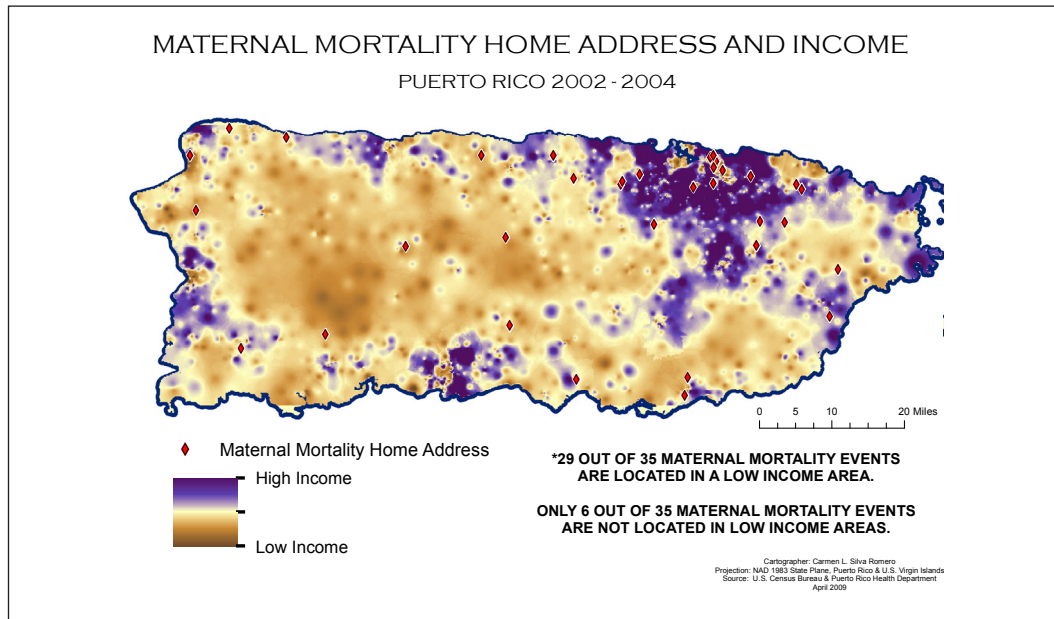 MATERNAL MORTALITY HOME ADDRESS AND INCOME
PUERTO RICO 2002 - 2004
0 5 10 20 Miles
Maternal Mortality Home Address
High Income
Low Income
*29 OUT OF 35 MATERNAL MORTALITY EVENTS
ARE LOCATED IN A LOW INCOME AREA.
ONLY 6 OUT OF 35 MATERNAL MORTALITY EVENTS
ARE NOT LOCATED IN LOW INCOME AREAS.
Cartographer: Carmen L. Silva Romero
Projection: NAD 1983 State Plane, Puerto Rico & U.S. Virgin Islands
Source: U.S. Census Bureau & Puerto Rico Health Department
April 2009